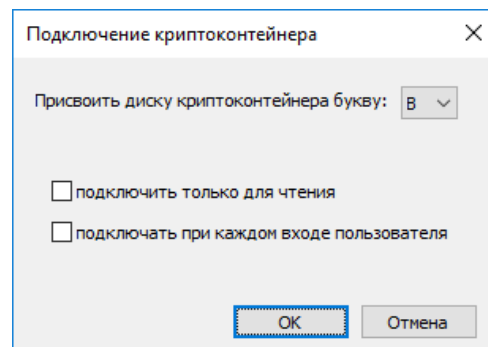 Подключение криптоконтейнера
Присвоить диску криптоконтейнера букву: B
подключить только для чтения
подключать при каждом входе пользователя
OK Отмена